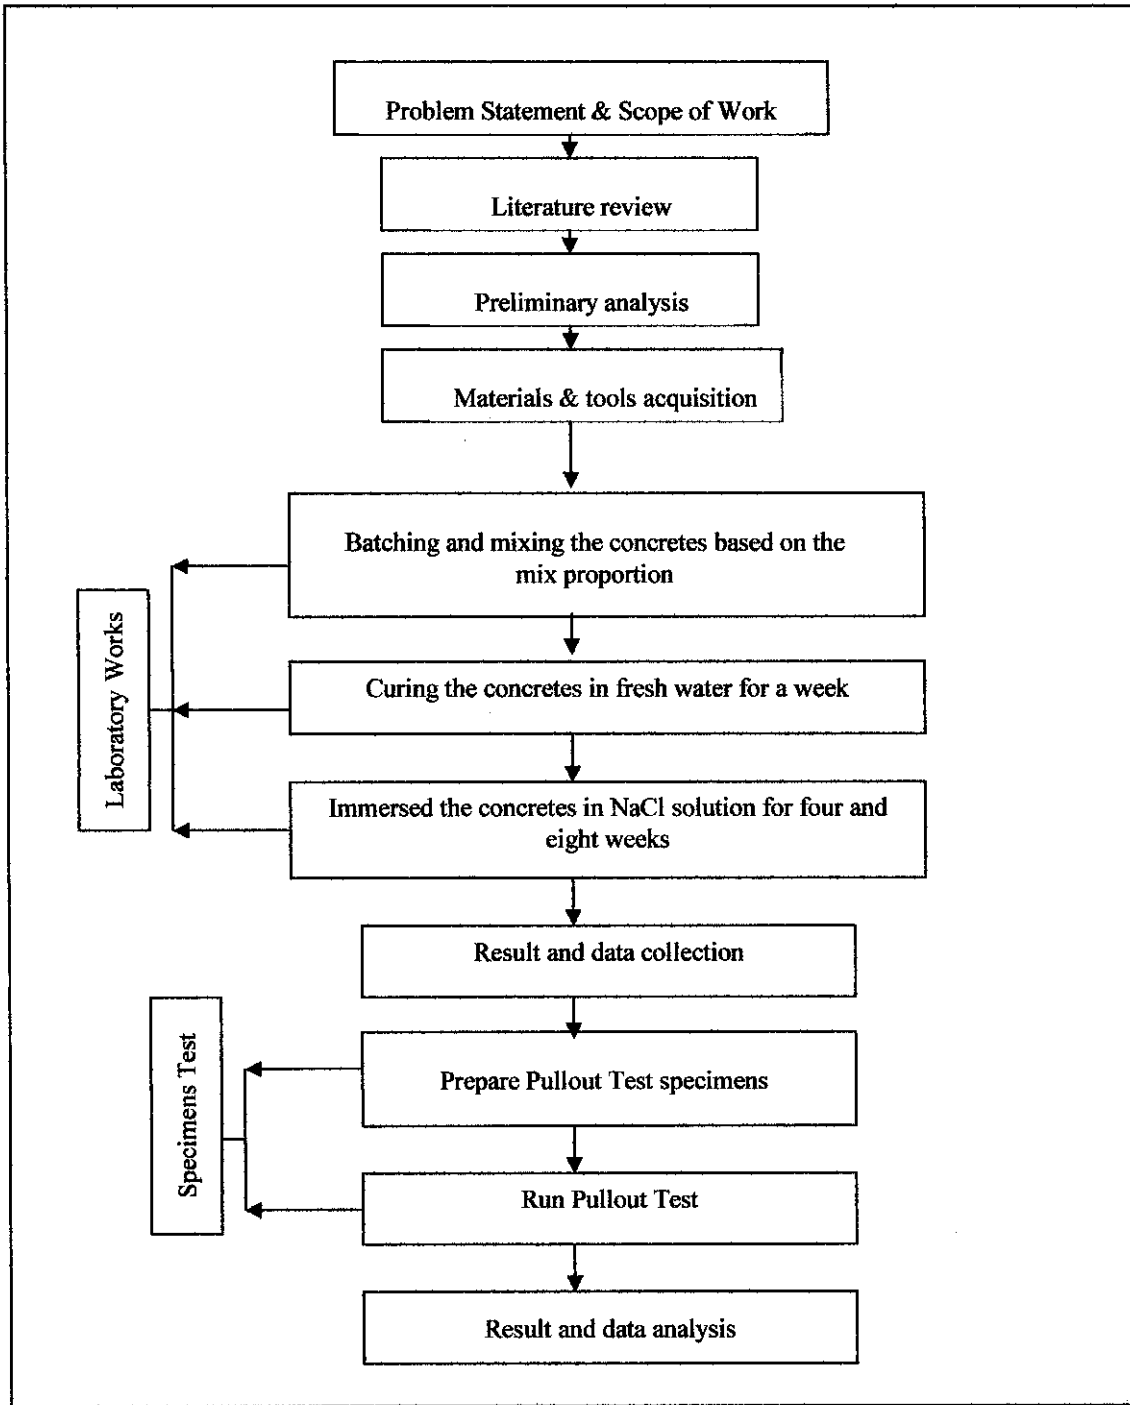 Problem Statement & Scope of Work
Literature review
Preliminary analysis
Materials & tools acquisition
Batching and mixing the concretes based on the
mix proportion
Laboratory Works
Curing the concretes in fresh water for a week
Immersed the concretes in NaCl solution for four and
eight weeks
Result and data collection
Specimens Test
Prepare Pullout Test specimens
Run Pullout Test
Result and data analysis